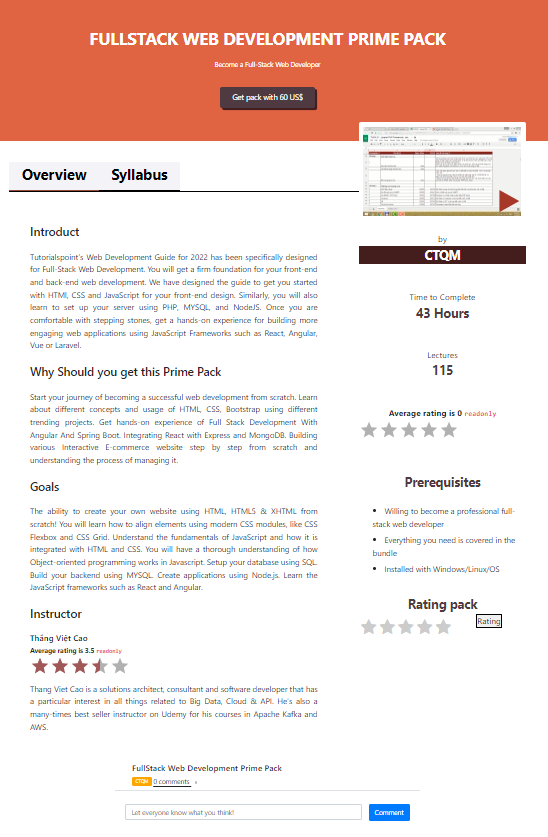 FULLSTACK WEB DEVELOPMENT PRIME PACK
Become a Full-Stack Web Developer
Get pack with 60 US$
Overview
Syllabus
Introduct
Tutorialspoint's Web Development Guide for 2022 has been specifically designed
for Full-Stack Web Development. You will get a firm foundation for your front-end
and back-end web development. We have designed the guide to get you started
with HTMl, CSS and JavaScript for your front-end design. Similarly, you will also
learn to set up your server using PHP, MYSQL, and NodeJS. Once you are
comfortable with stepping stones, get a hands-on experience for building more
engaging web applications using JavaScript Frameworks such as React, Angular,
Vue or Laravel.
Why Should you get this Prime Pack
Start your journey of becoming a successful web development from scratch. Learn
about different concepts and usage of HTML, CSS, Bootstrap using different
trending projects. Get hands-on experience of Full Stack Development With
Angular And Spring Boot. Integrating React with Express and MongoDB. Building
various Interactive E-commerce website step by step from scratch and
understanding the process of managing it.
Goals
The ability to create your own website using HTML, HTML5 & XHTML from
scratch! You will learn how to align elements using modern CSS modules, like CSS
Flexbox and CSS Grid. Understand the fundamentals of JavaScript and how it is
integrated with HTML and CSS. You will have a thorough understanding of how
Object-oriented programming works in Javascript. Setup your database using SQL.
Build your backend using MYSQL. Create applications using Node.js. Learn the
JavaScript frameworks such as React and Angular.
Instructor
Thăng Việt Cao
Average rating is 3.5 readonly
Thang Viet Cao is a solutions architect, consultant and software developer that has
a particular interest in all things related to Big Data, Cloud & API. He's also a
many-times best seller instructor on Udemy for his courses in Apache Kafka and
AWS.
by
CTQM
Time to Complete
43 Hours
Lectures
115
Average rating is 0 readonly
Prerequisites
• Willing to become a professional full-
stack web developer
• Everything you need is covered in the
bundle
• Installed with Windows/Linux/OS
Rating pack
Rating
FullStack Web Development Prime Pack
CTQM 0 comments
Let everyone know what you think!
Comment